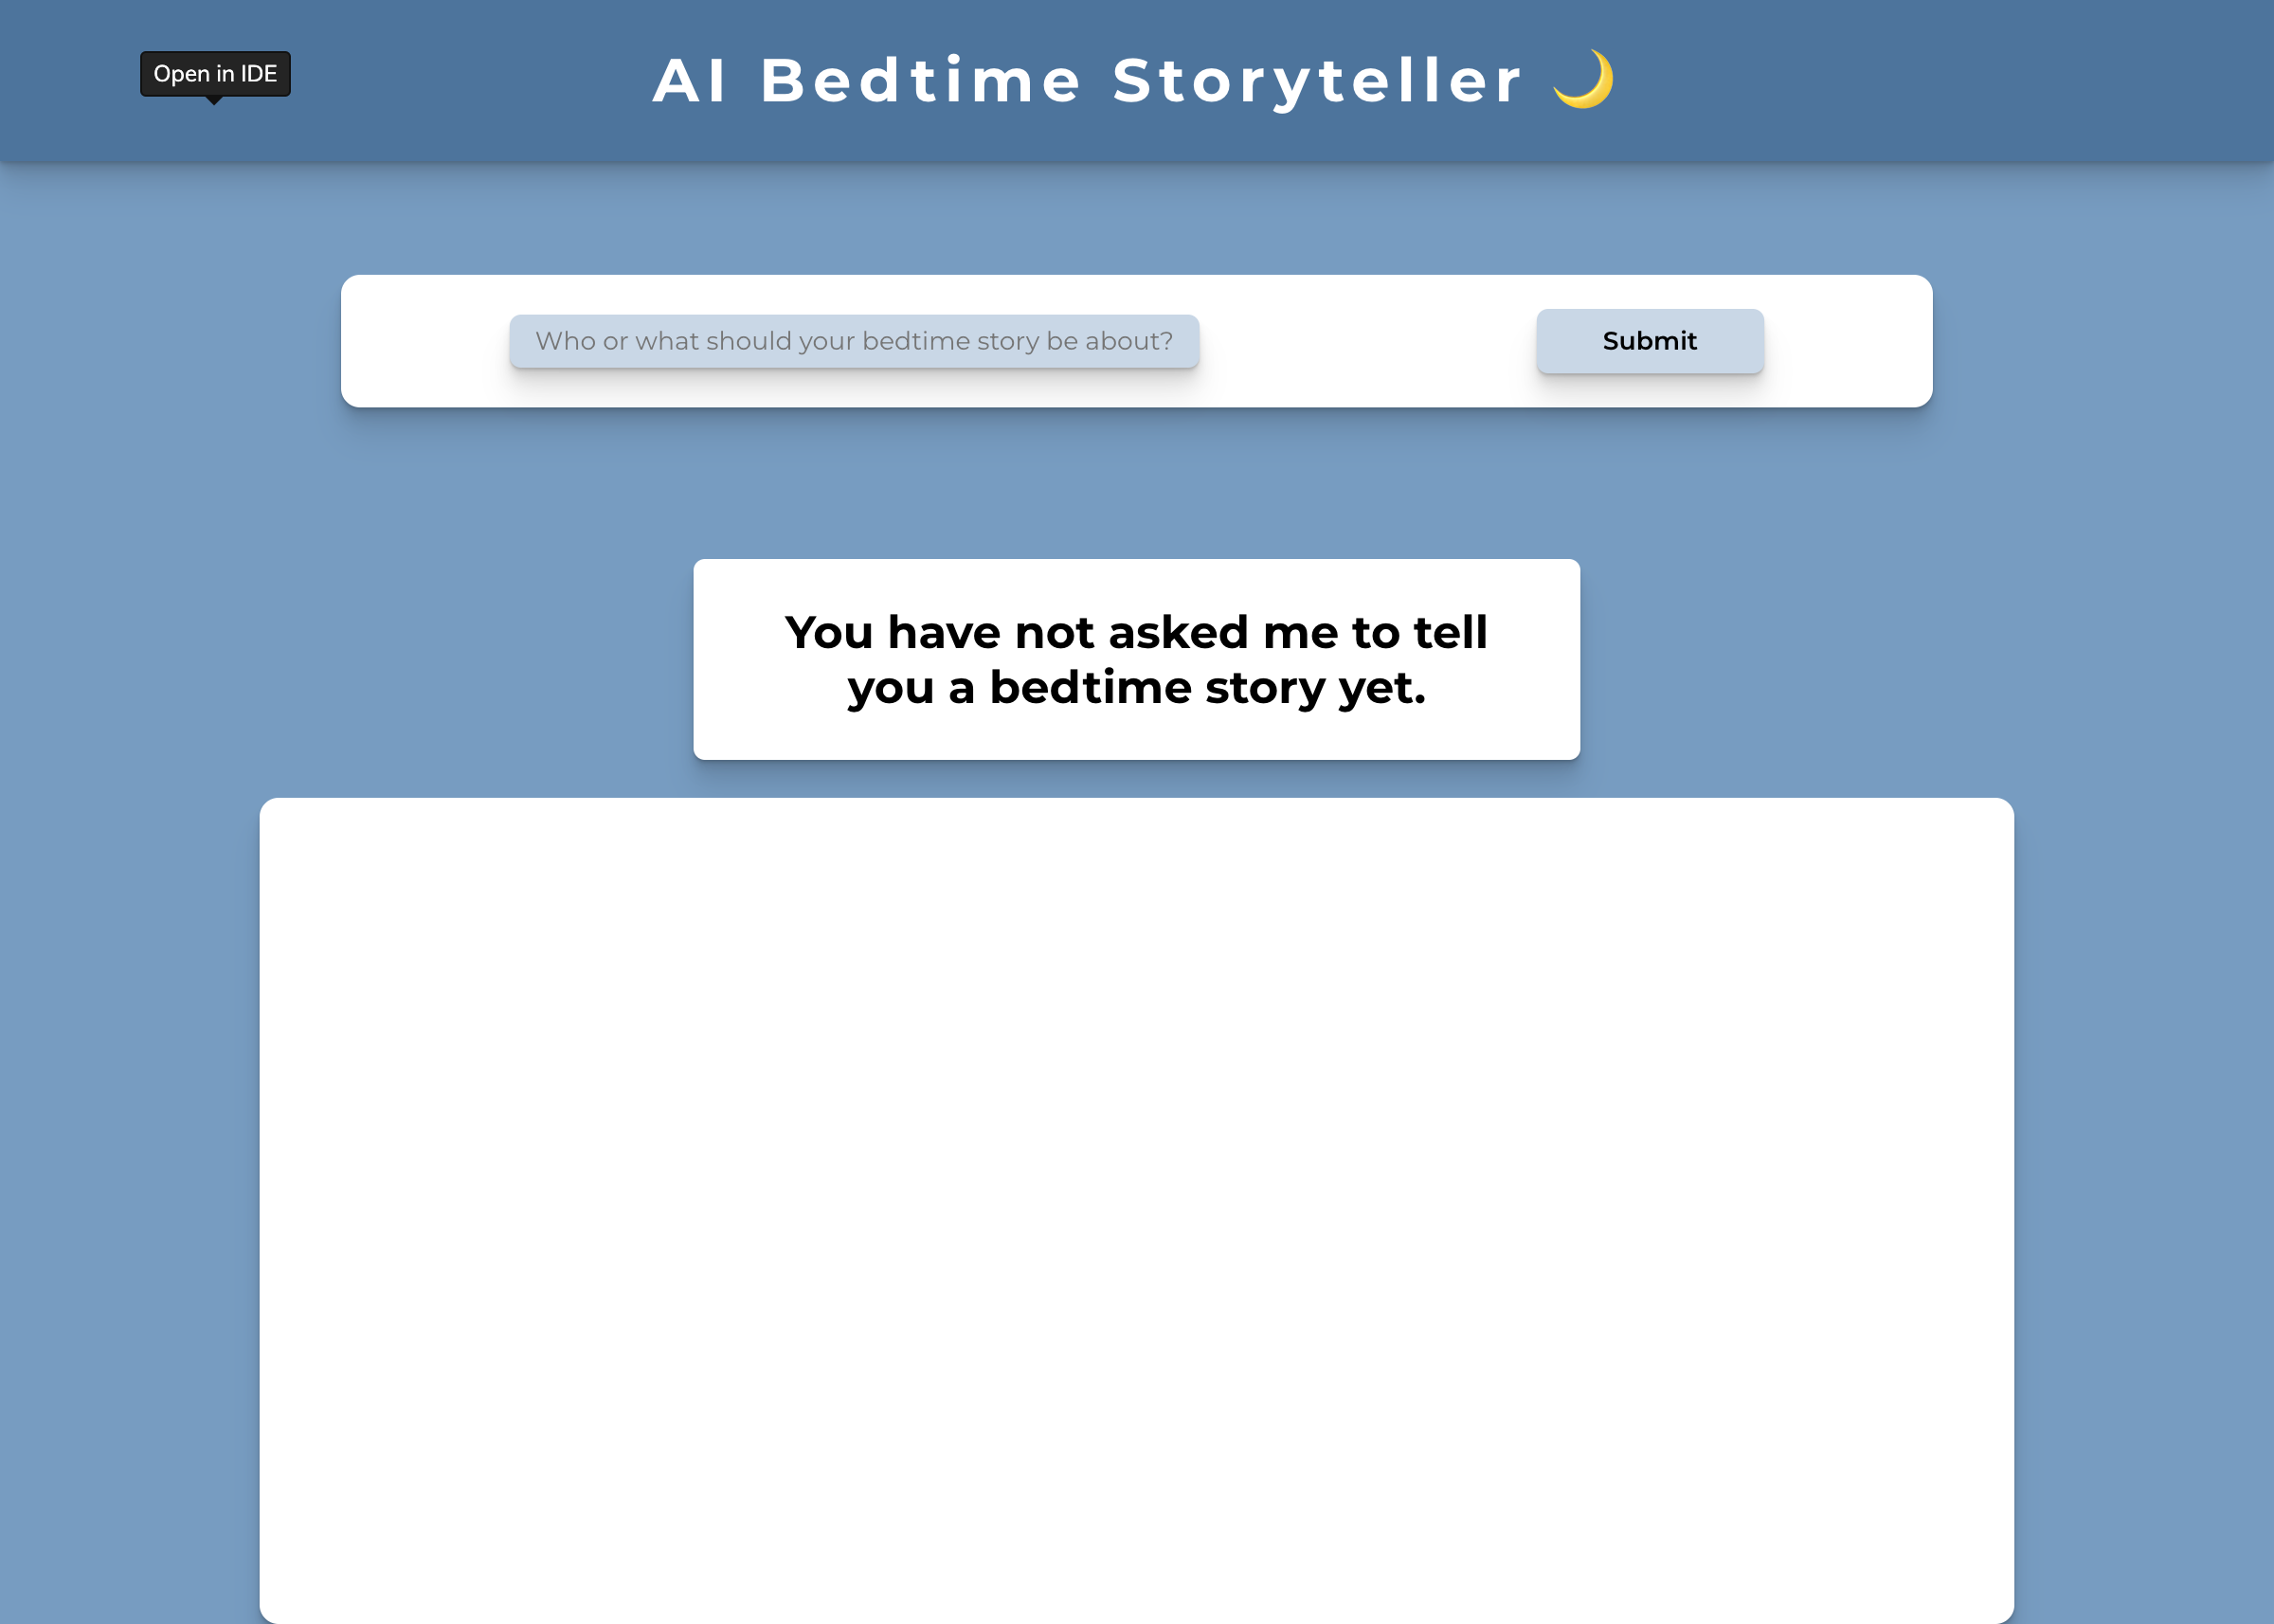 Open in IDE
AI Bedtime Storyteller 🌙
Who or what should your bedtime story be about?
Submit
You have not asked me to tell
you a bedtime story yet.